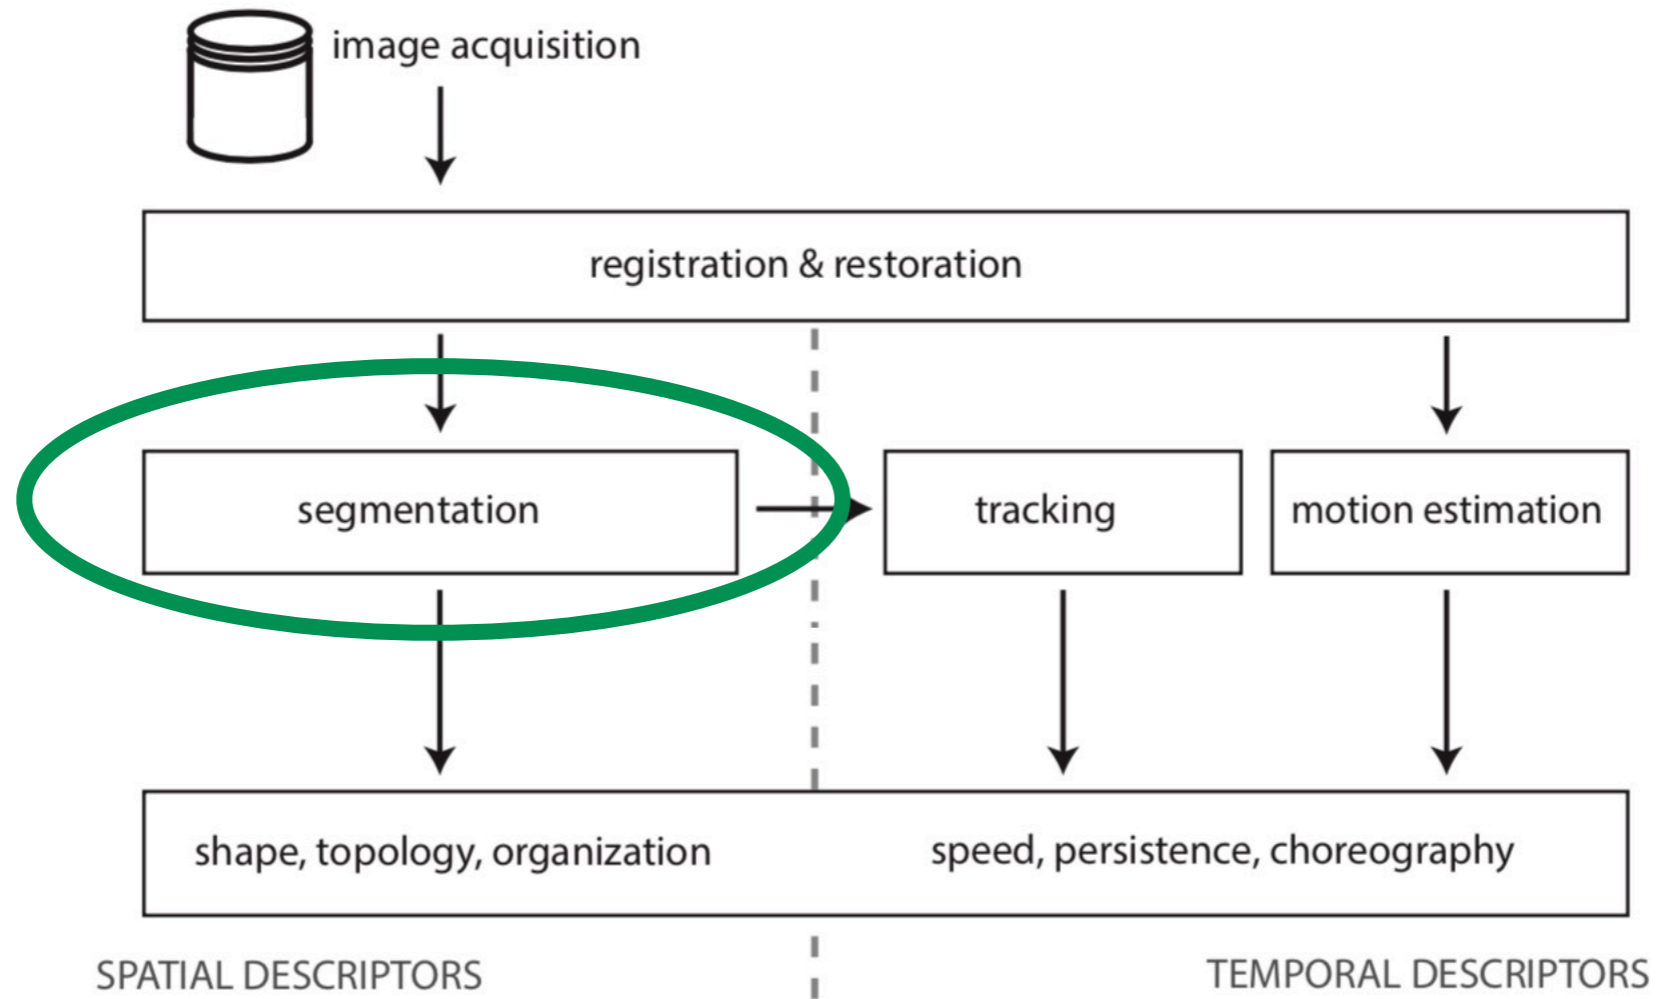 image acquisition
registration & restoration
segmentation
tracking
motion estimation
shape, topology, organization
speed, persistence, choreography
SPATIAL DESCRIPTORS
TEMPORAL DESCRIPTORS